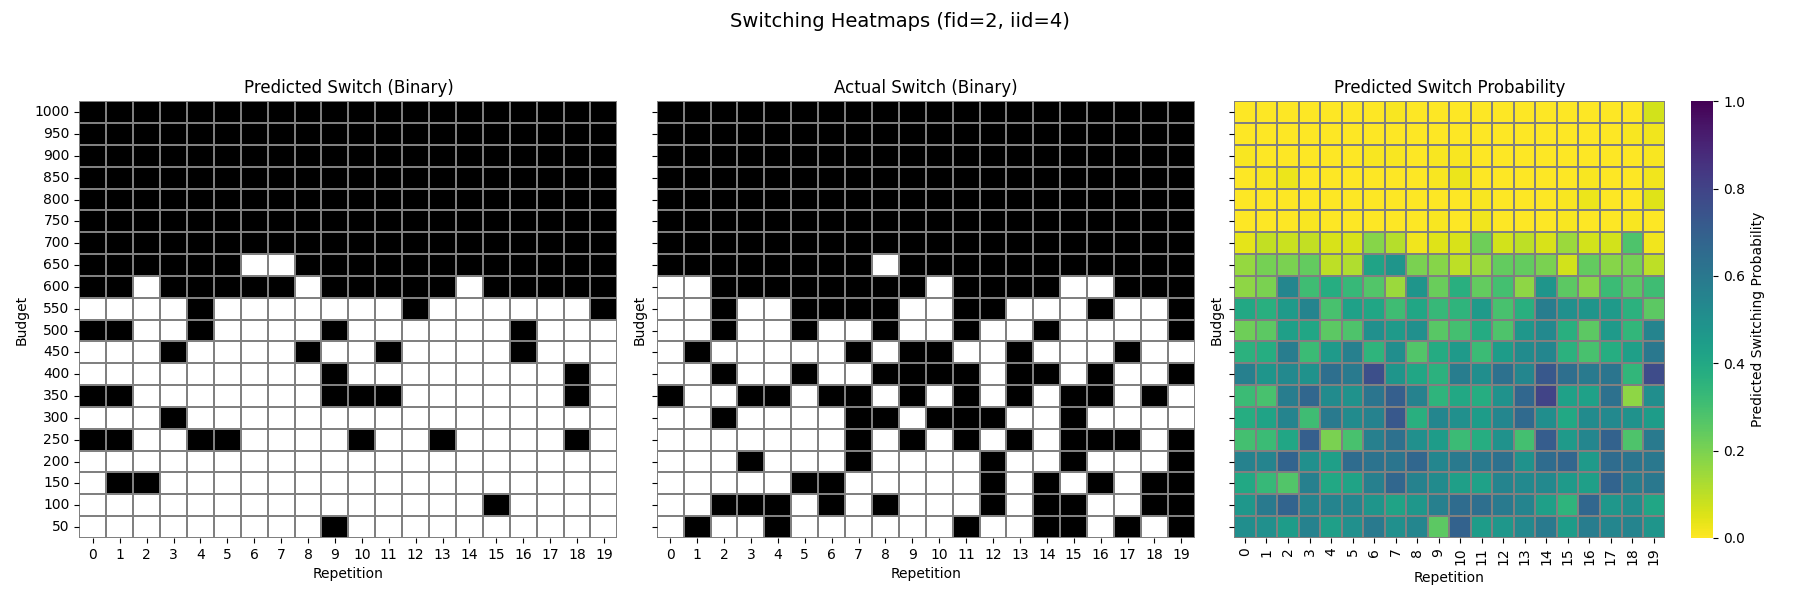 Switching Heatmaps (fid=2, iid=4)
Predicted Switch (Binary)
Budget
1000
950
900
850
800
750
700
650
600
550
500
450
400
350
300
250
200
150
100
50
0 1 2 3 4 5 6 7 8 9 10 11 12 13 14 15 16 17 18 19
Repetition
Actual Switch (Binary)
Budget
0 1 2 3 4 5 6 7 8 9 10 11 12 13 14 15 16 17 18 19
Repetition
Predicted Switch Probability
Budget
0 1 2 3 4 5 6 7 8 9 10 11 12 13 14 15 16 17 18 19
Repetition
1.0
0.8
0.6
0.4
0.2
0.0
Predicted Switching Probability